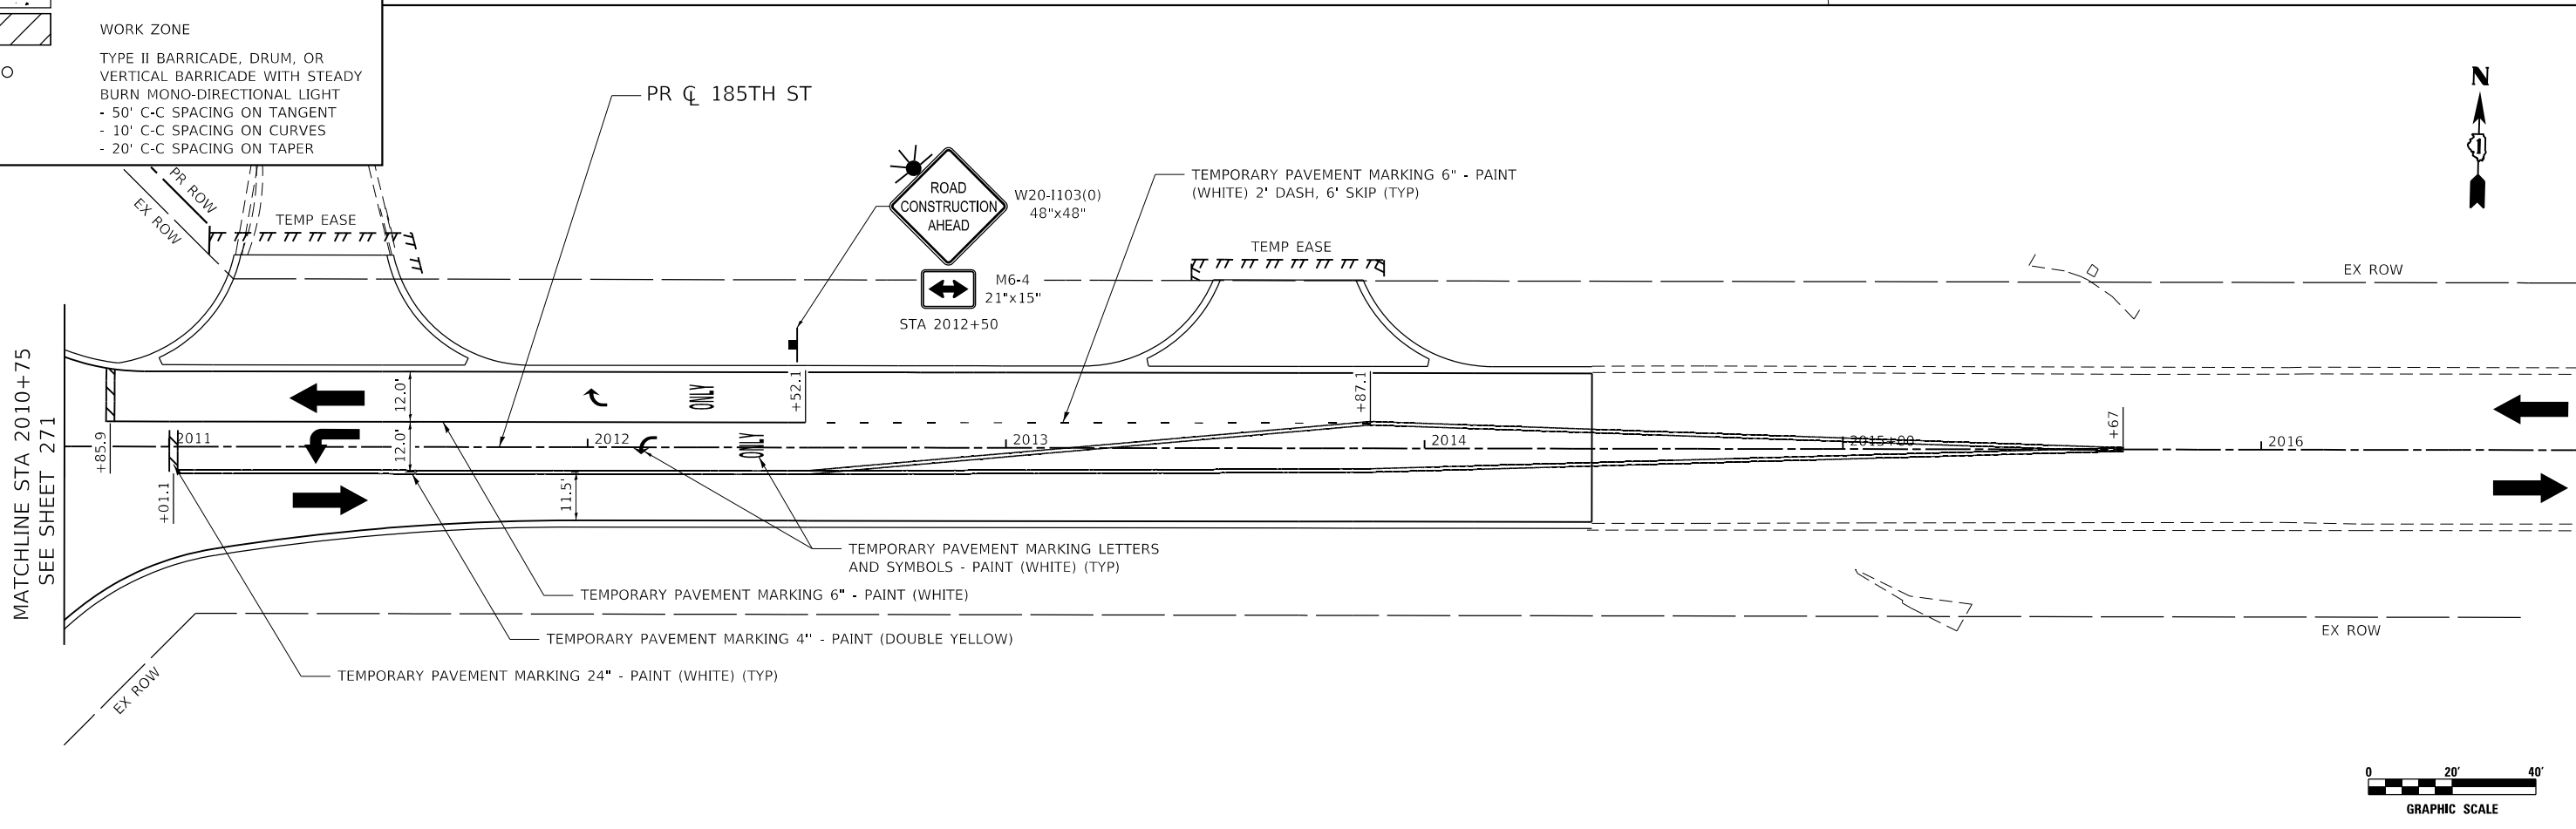 WORK ZONE
TYPE II BARRICADE, DRUM, OR
VERTICAL BARRICADE WITH STEADY
BURN MONO-DIRECTIONAL LIGHT
- 50' C-C SPACING ON TANGENT
- 10' C-C SPACING ON CURVES
- 20' C-C SPACING ON TAPER
PR ℄ 185TH ST
N
1
ROAD
CONSTRUCTION
AHEAD
W20-I103(0)
48"x48"
TEMPORARY PAVEMENT MARKING 6" - PAINT
(WHITE) 2' DASH, 6' SKIP (TYP)
PR ROW
EX ROW
TEMP EASE
TEMP EASE
M6-4
21"x15"
STA 2012+50
EX ROW
MATCHLINE STA 2010+75
SEE SHEET 271
12.0'
ONLY
+52.1
+87.1
+85.9
2011
12.0'
2012
ONLY
2013
2014
2015+00
+67
2016
+01.1
11.5'
TEMPORARY PAVEMENT MARKING LETTERS
AND SYMBOLS - PAINT (WHITE) (TYP)
TEMPORARY PAVEMENT MARKING 6" - PAINT (WHITE)
TEMPORARY PAVEMENT MARKING 4" - PAINT (DOUBLE YELLOW)
TEMPORARY PAVEMENT MARKING 24" - PAINT (WHITE) (TYP)
EX ROW
EX ROW
0 20' 40'
GRAPHIC SCALE